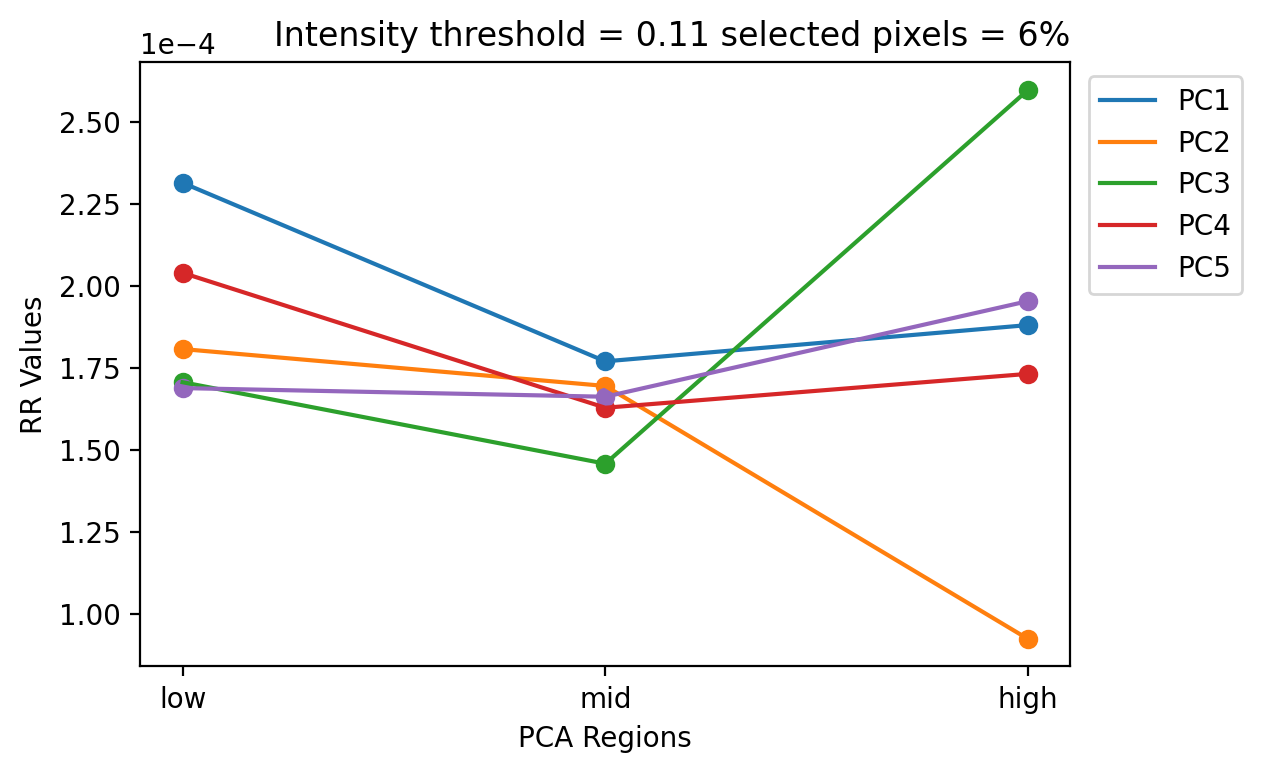 Intensity threshold = 0.11 selected pixels = 6%
1e−4
2.50
2.25
2.00
1.75
1.50
1.25
1.00
RR Values
low
mid
high
PCA Regions
PC1
PC2
PC3
PC4
PC5